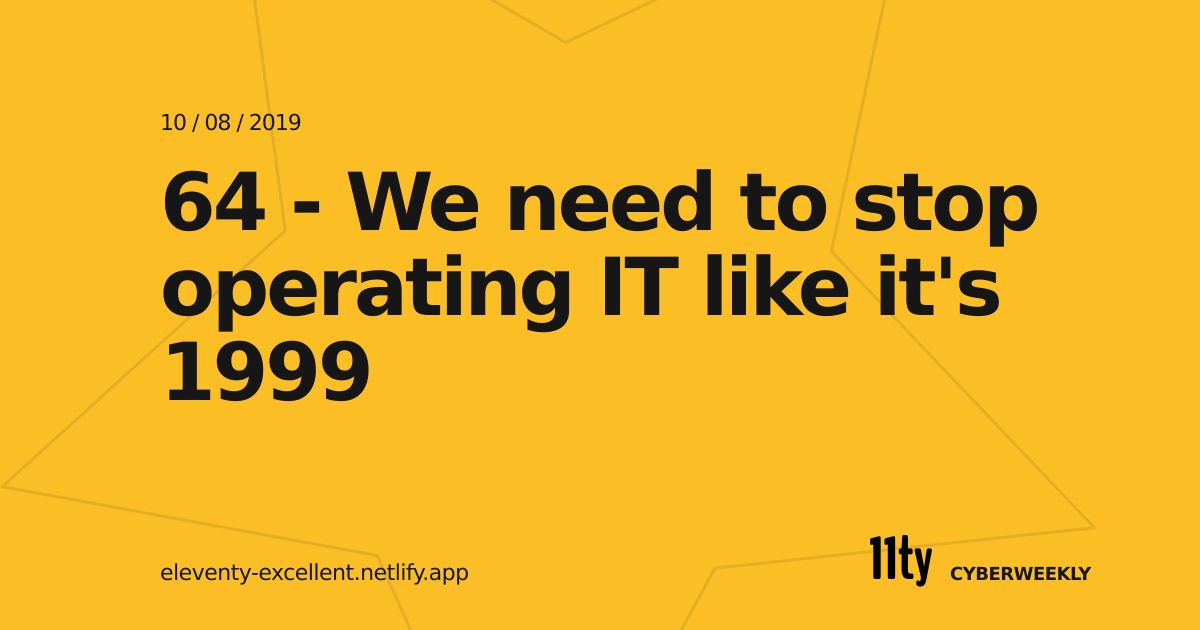 10 / 08 / 2019
64 - We need to stop
operating IT like it's
1999
eleventy-excellent.netlify.app
11ty
CYBERWEEKLY